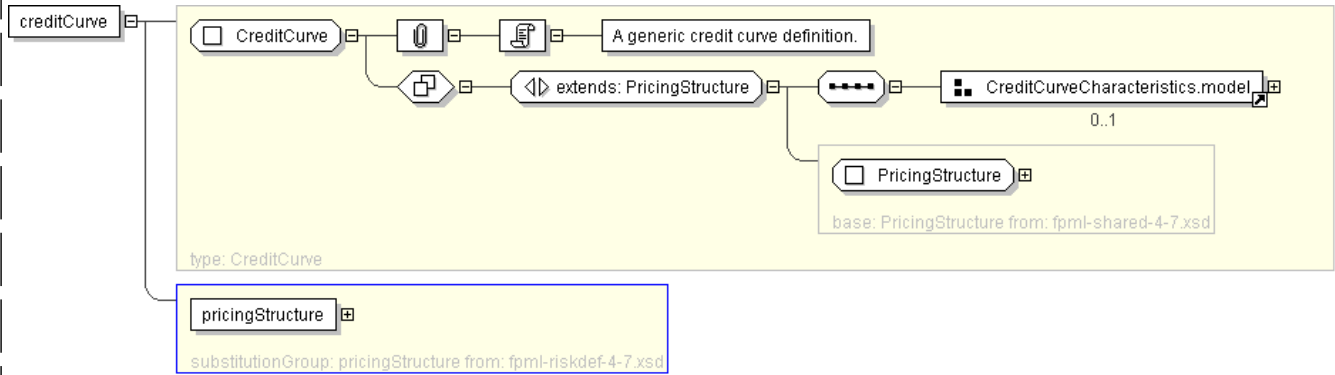 creditCurve
CreditCurve
A generic credit curve definition.
extends: PricingStructure
CreditCurveCharacteristics.model
0..1
PricingStructure
base: PricingStructure from: fpml-shared-4-7.xsd
type: CreditCurve
pricingStructure
substitutionGroup: pricingStructure from: fpml-riskdef-4-7.xsd